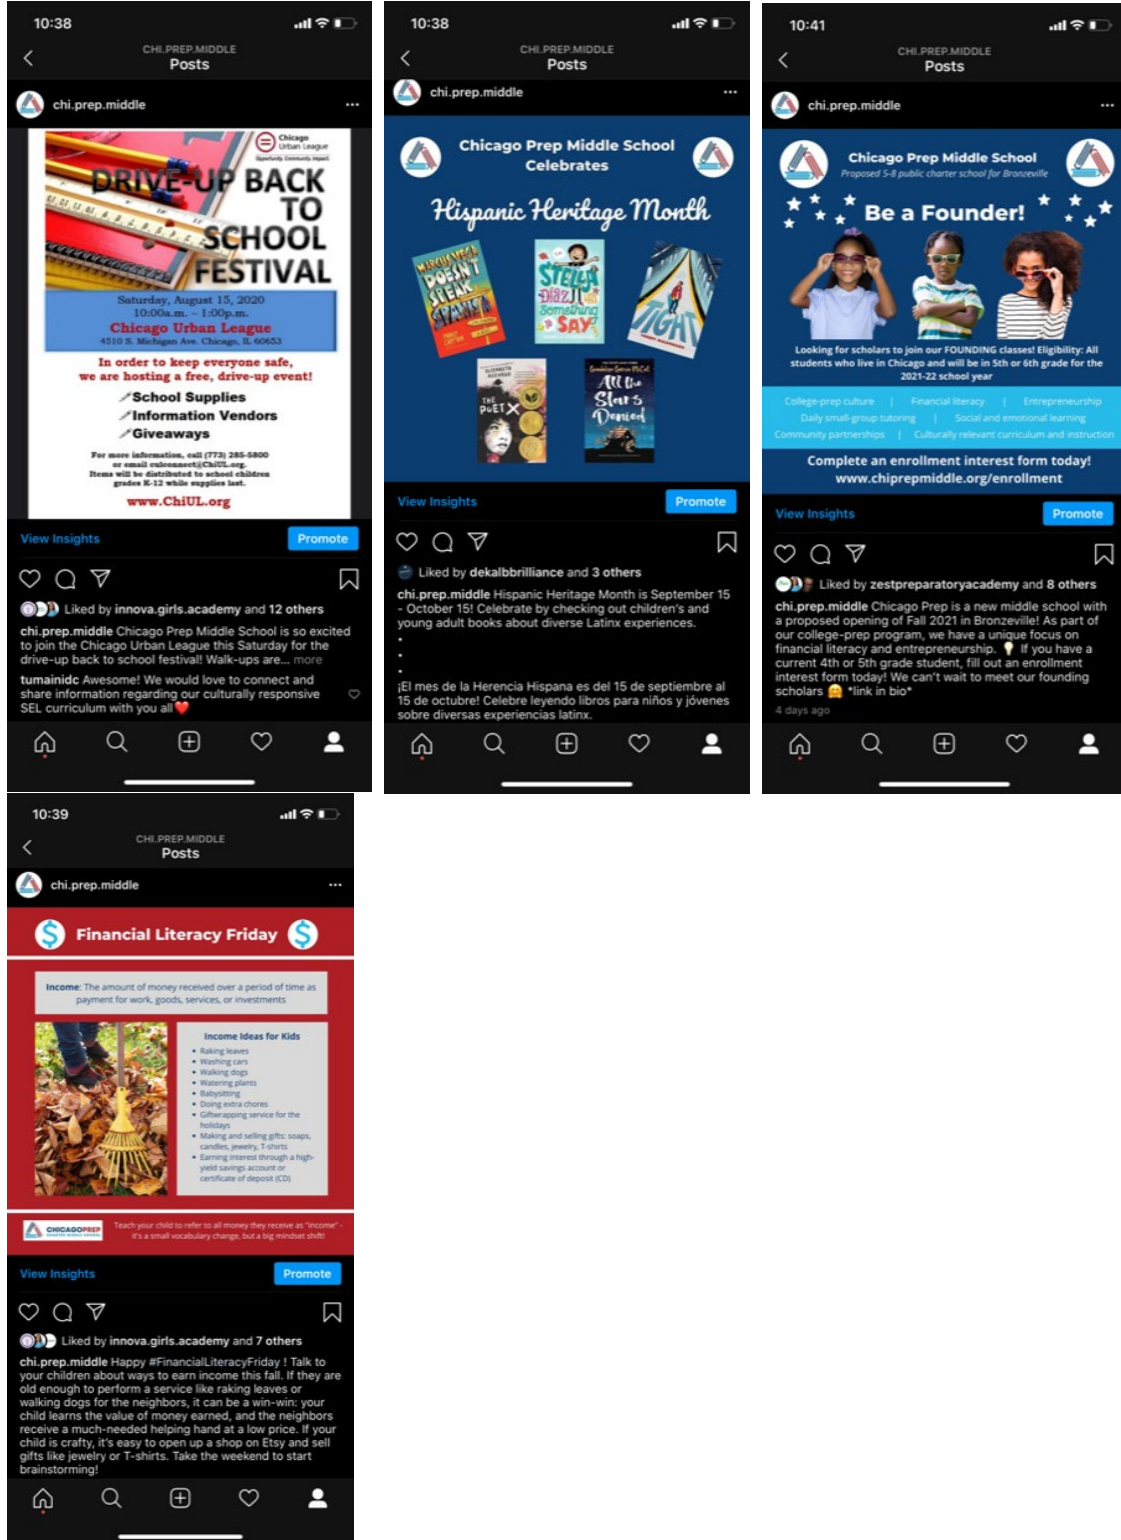 10:38
CHI.PREP.MIDDLE
Posts
chi.prep.middle
Chicago
Urban League
Opportunity. Community. Impact.
DRIVE-UP BACK
TO
SCHOOL
FESTIVAL
Saturday, August 15, 2020
10:00a.m. – 1:00p.m.
Chicago Urban League
4510 S. Michigan Ave. Chicago, IL 60653
In order to keep everyone safe,
we are hosting a free, drive-up event!
School Supplies
Information Vendors
Giveaways
For more information, call (773) 285-5800
or email culconnect@ChiUL.org.
Items will be distributed to school children
grades K-12 while supplies last.
www.ChiUL.org
View Insights
Promote
Liked by innova.girls.academy and 12 others
chi.prep.middle Chicago Prep Middle School is so excited
to join the Chicago Urban League this Saturday for the
drive-up back to school festival! Walk-ups are... more
tumainidc Awesome! We would love to connect and
share information regarding our culturally responsive
SEL curriculum with you all❤️
10:38
CHI.PREP.MIDDLE
Posts
chi.prep.middle
Chicago Prep Middle School
Celebrates
Hispanic Heritage Month
MARCUS VEGA
DOESN'T
SPEAK
SPANISH
STELLA
Díaz
Has
Something
to
SAY
TIGHT
ELIZABETH
ACEVEDO
THE
POET X
Guadalupe García McCall
All the
Stars
Denied
View Insights
Promote
Liked by dekalbbrilliance and 3 others
chi.prep.middle Hispanic Heritage Month is September 15
- October 15! Celebrate by checking out children's and
young adult books about diverse Latinx experiences.
•
•
•
¡El mes de la Herencia Hispana es del 15 de septiembre al
15 de octubre! Celebre leyendo libros para niños y jóvenes
sobre diversas experiencias latinx.
10:41
CHI.PREP.MIDDLE
Posts
chi.prep.middle
Chicago Prep Middle School
Proposed 5-8 public charter school for Bronzeville
Be a Founder!
Looking for scholars to join our FOUNDING classes! Eligibility: All
students who live in Chicago and will be in 5th or 6th grade for the
2021-22 school year
College-prep culture | Financial literacy | Entrepreneurship
Daily small-group tutoring | Social and emotional learning
Community partnerships | Culturally relevant curriculum and instruction
Complete an enrollment interest form today!
www.chiprepmiddle.org/enrollment
View Insights
Promote
Liked by zestpreparatoryacademy and 8 others
chi.prep.middle Chicago Prep is a new middle school with
a proposed opening of Fall 2021 in Bronzeville! As part of
our college-prep program, we have a unique focus on
financial literacy and entrepreneurship. 💡 If you have a
current 4th or 5th grade student, fill out an enrollment
interest form today! We can't wait to meet our founding
scholars 🤗 *link in bio*
4 days ago
10:39
CHI.PREP.MIDDLE
Posts
chi.prep.middle
Financial Literacy Friday
Income: The amount of money received over a period of time as
payment for work, goods, services, or investments
Income Ideas for Kids
• Raking leaves
• Washing cars
• Walking dogs
• Watering plants
• Babysitting
• Doing extra chores
• Giftwrapping service for the
holidays
• Making and selling gifts: soaps,
candles, jewelry, T-shirts
• Earning interest through a high-
yield savings account or
certificate of deposit (CD)
CHICAGOPREP
CHARTER MIDDLE SCHOOL
Teach your child to refer to all money they receive as "income" -
it's a small vocabulary change, but a big mindset shift!
View Insights
Promote
Liked by innova.girls.academy and 7 others
chi.prep.middle Happy #FinancialLiteracyFriday ! Talk to
your children about ways to earn income this fall. If they are
old enough to perform a service like raking leaves or
walking dogs for the neighbors, it can be a win-win: your
child learns the value of money earned, and the neighbors
receive a much-needed helping hand at a low price. If your
child is crafty, it's easy to open up a shop on Etsy and sell
gifts like jewelry or T-shirts. Take the weekend to start
brainstorming!